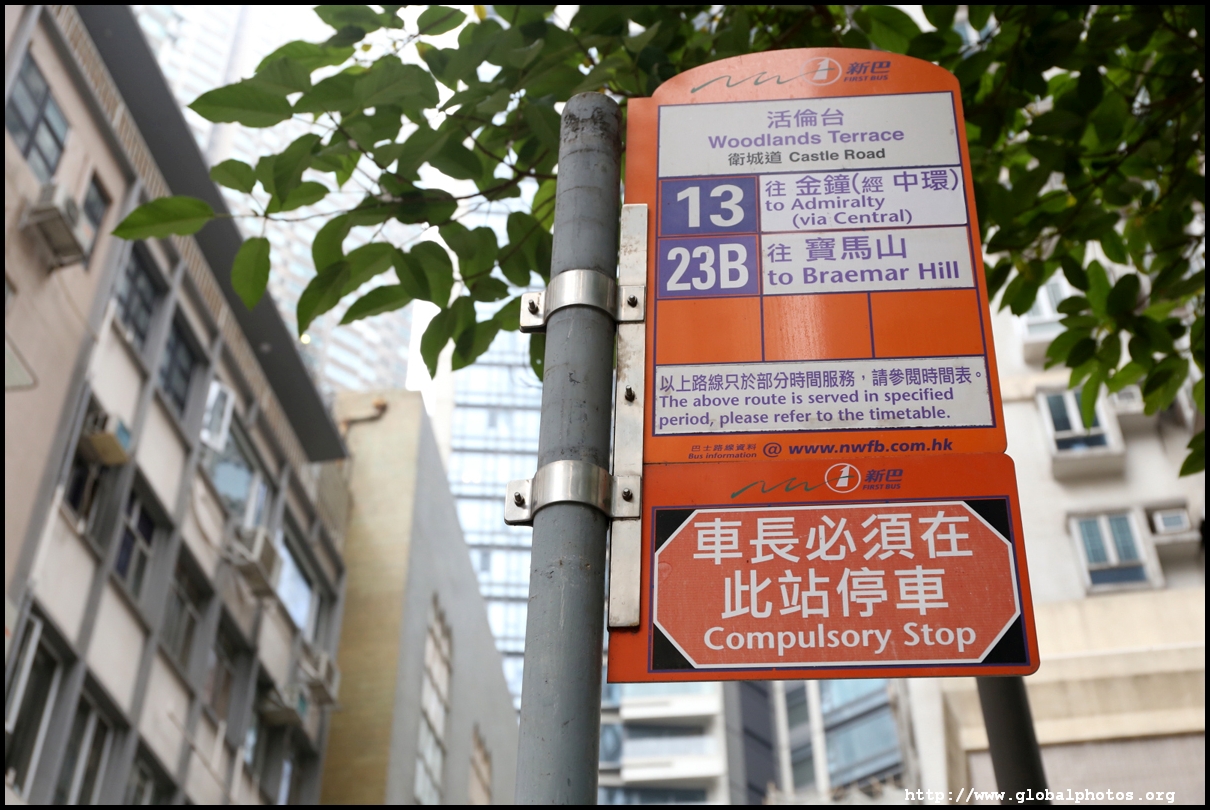 新巴
FIRST BUS
活倫台
Woodlands Terrace
衛城道 Castle Road
13 往 金鐘(經 中環)
to Admiralty
(via Central)
23B 往 寶馬山
to Braemar Hill
以上路線只於部分時間服務，請參閱時間表。
The above route is served in specified
period, please refer to the timetable.
巴士路線資料
Bus information @ www.nwfb.com.hk
新巴
FIRST BUS
車長必須在
此站停車
Compulsory Stop
http://www.globalphotos.org